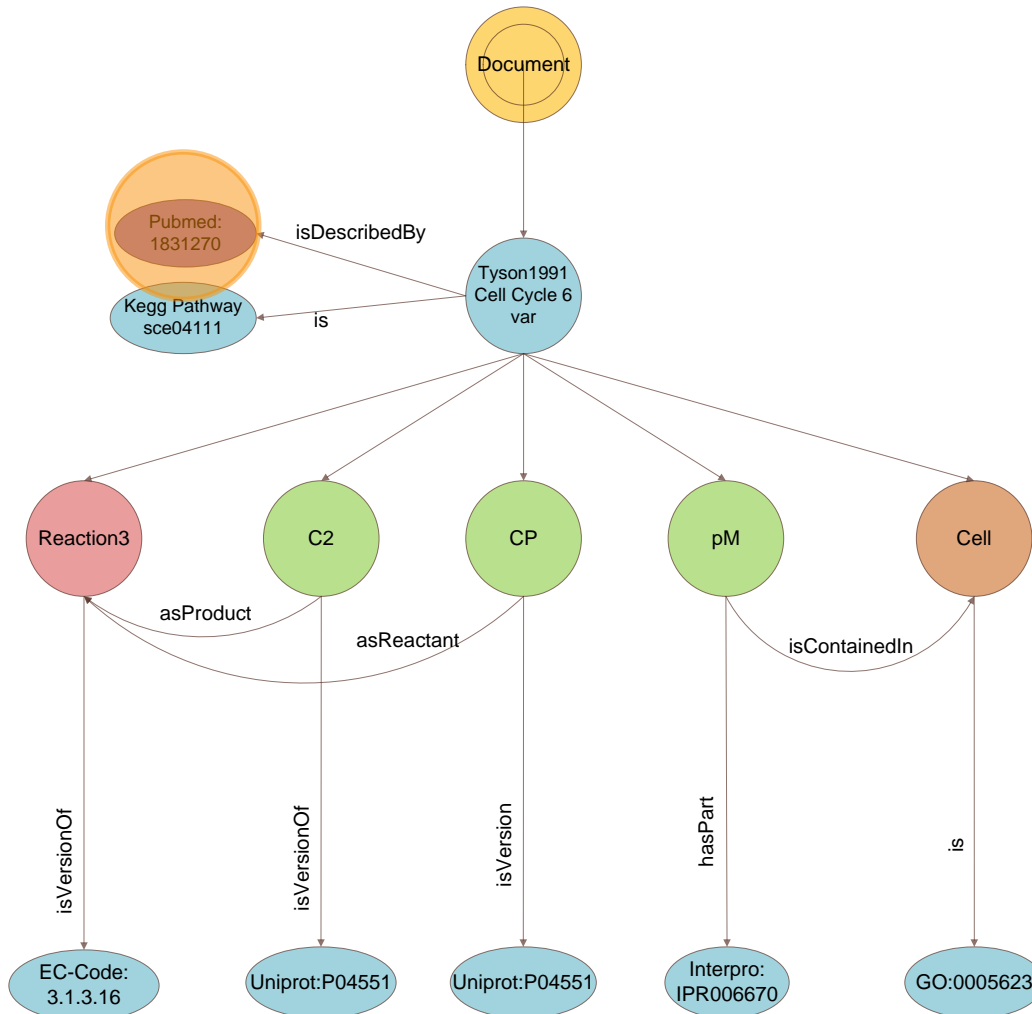 Document
Pubmed:
1831270
isDescribedBy
Tyson1991
Cell Cycle 6
var
Kegg Pathway
sce04111
is
Reaction3
C2
CP
pM
Cell
asProduct
asReactant
isContainedIn
isVersionOf
isVersionOf
isVersion
hasPart
is
EC-Code:
3.1.3.16
Uniprot:P04551
Uniprot:P04551
Interpro:
IPR006670
GO:0005623